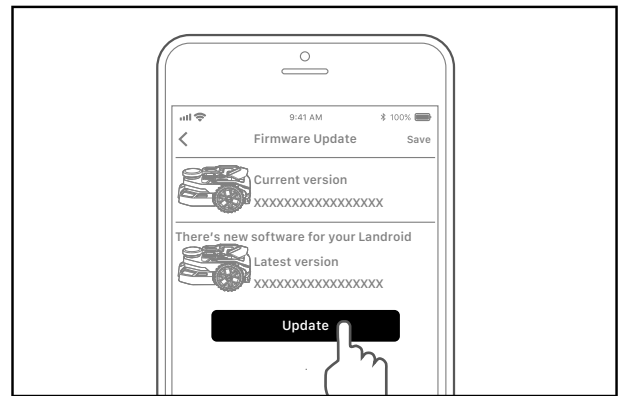 9:41 AM 100%
Firmware Update Save
Current version
XXXXXXXXXXXXXXXXX
There's new software for your Landroid
Latest version
XXXXXXXXXXXXXXXXX
Update